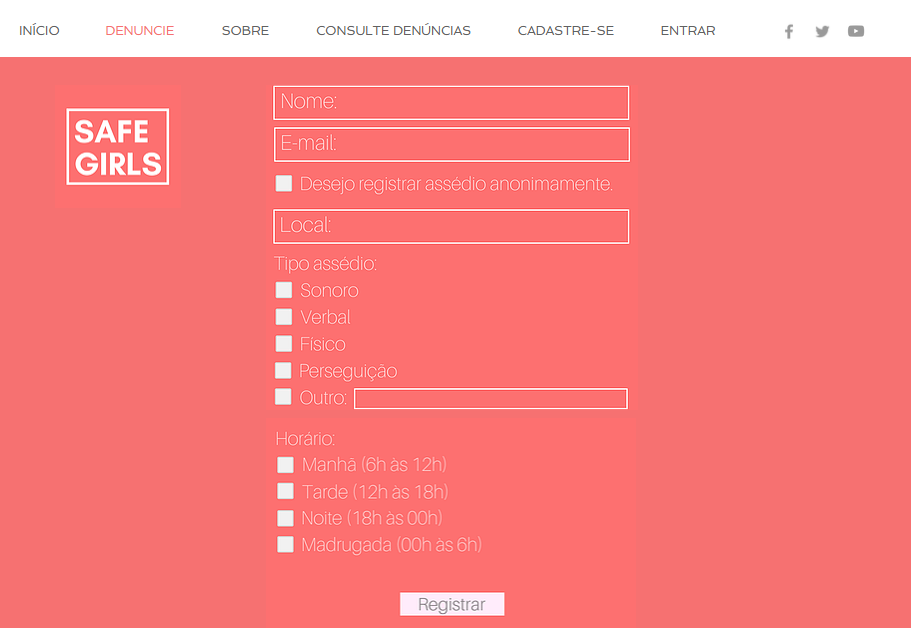 INÍCIO DENUNCIE SOBRE CONSULTE DENÚNCIAS CADASTRE-SE ENTRAR
SAFE
GIRLS
Nome:
E-mail:
Desejo registrar assédio anonimamente.
Local:
Tipo assédio:
Sonoro
Verbal
Físico
Perseguição
Outro:
Horário:
Manhã (6h às 12h)
Tarde (12h às 18h)
Noite (18h às 00h)
Madrugada (00h às 6h)
Registrar